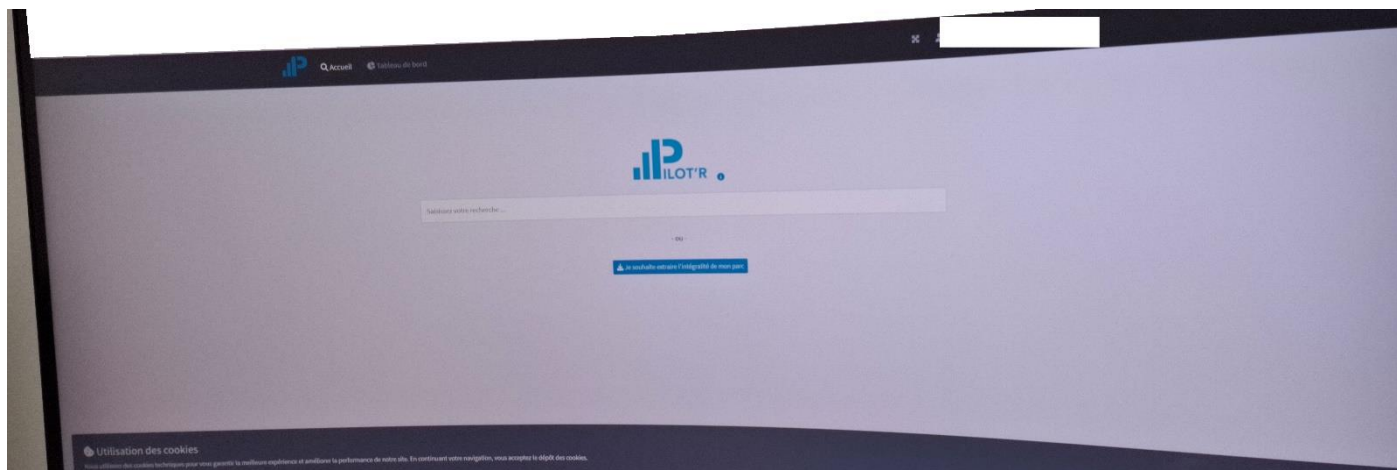 Accueil Tableau de bord
PILOT'R
Saisissez votre recherche ...
- ou -
Je souhaite extraire l'intégralité de mon parc
Utilisation des cookies
Nous utilisons des cookies techniques pour vous garantir la meilleure expérience et améliorer la performance de notre site. En continuant votre navigation, vous acceptez le dépôt des cookies.